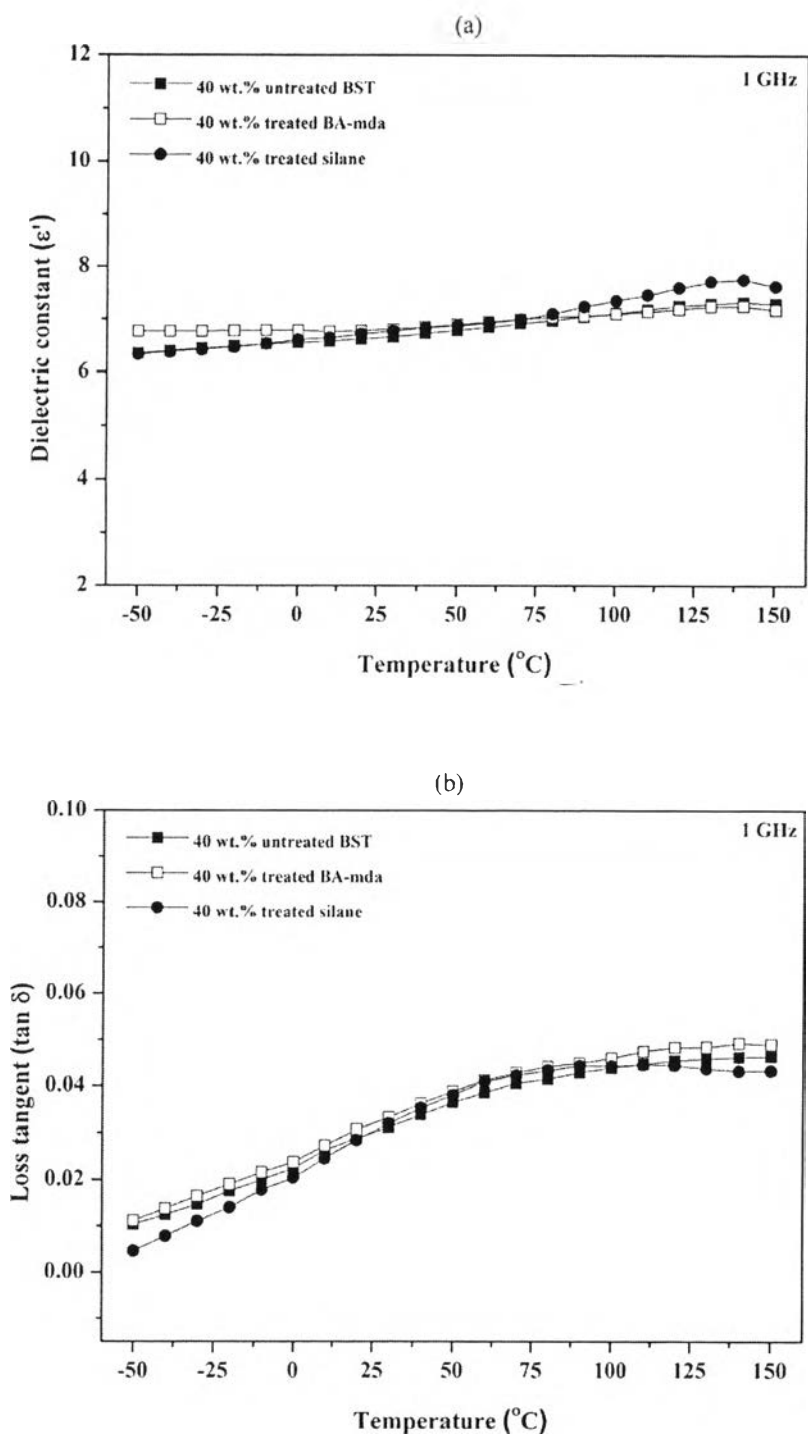 (a)
12
10
8
6
4
2
Dielectric constant (ε')
40 wt.% untreated BST
40 wt.% treated BA-mda
40 wt.% treated silane
1 GHz
-50 -25 0 25 50 75 100 125 150
Temperature (°C)
(b)
0.10
0.08
0.06
0.04
0.02
0.00
Loss tangent (tan δ)
40 wt.% untreated BST
40 wt.% treated BA-mda
40 wt.% treated silane
1 GHz
-50 -25 0 25 50 75 100 125 150
Temperature (°C)